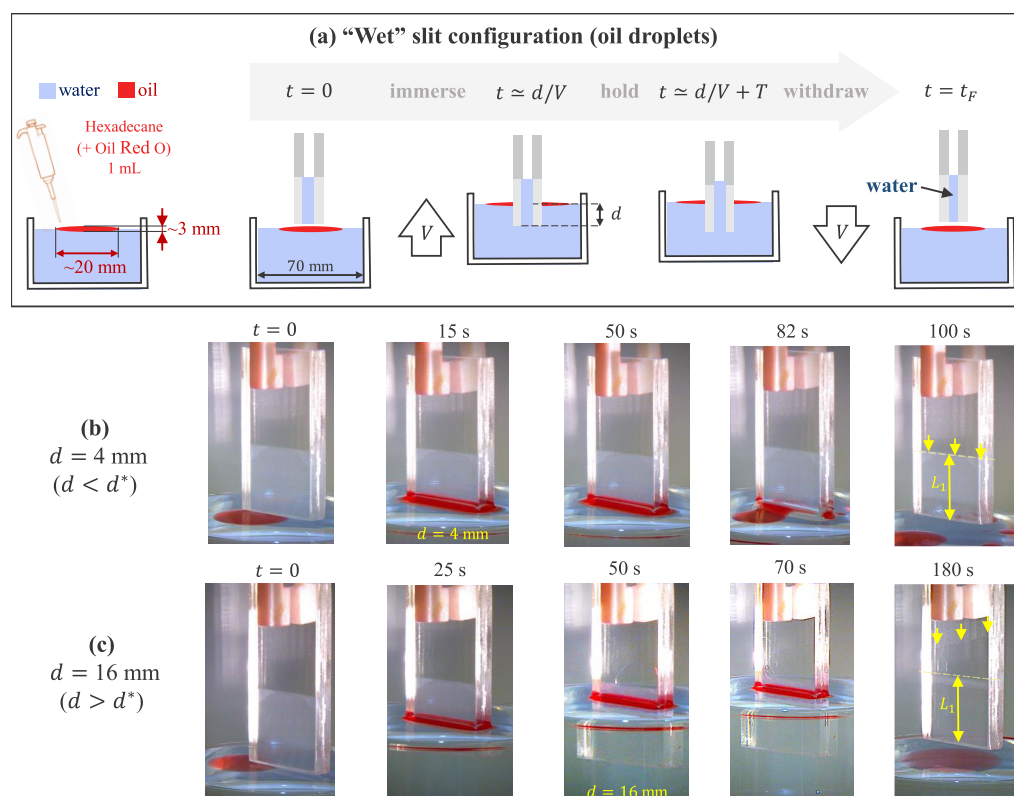 (a) “Wet” slit configuration (oil droplets)
water oil
t = 0 immerse t ≃ d/V hold t ≃ d/V + T withdraw t = t_F
Hexadecane
(+ Oil Red O)
1 mL
water
~3 mm
d
V
V
~20 mm
70 mm
t = 0 15 s 50 s 82 s 100 s
(b)
d = 4 mm
(d < d*)
L₁
d = 4 mm
t = 0 25 s 50 s 70 s 180 s
(c)
d = 16 mm
(d > d*)
L₁
d = 16 mm